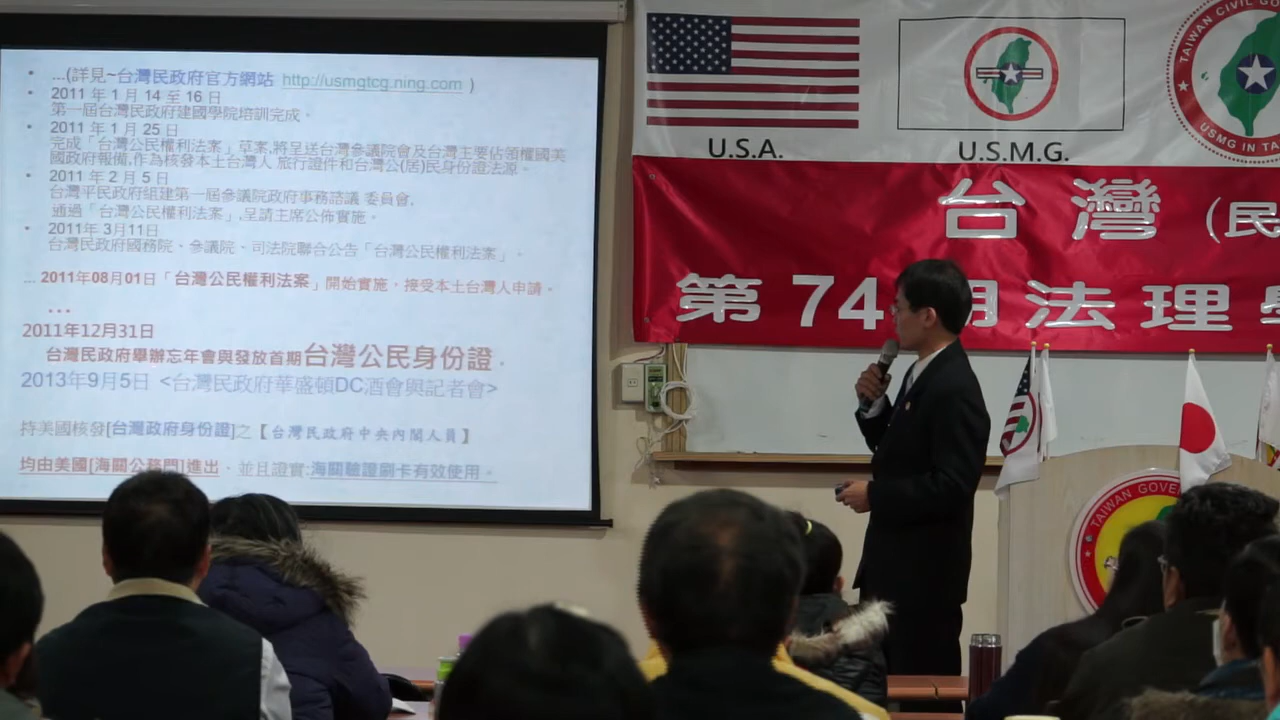 ...(詳見~台灣民政府官方網站 http://usmgtcg.ning.com )
2011 年 1 月 14 至 16 日
第一屆台灣民政府建國學院培訓完成。
2011 年 1 月 25 日
完成「台灣公民權利法案」草案,將呈送台灣參議院會及台灣主要佔領權國美
國政府報備,作為核發本土台灣人 旅行證件和台灣公(居)民身份證法源。
2011 年 2 月 5 日
台灣平民政府組建第一屆參議院政府事務諮議 委員會,
通過「台灣公民權利法案」,呈請主席公佈實施。
2011年 3月11日
台灣民政府國務院、參議院、司法院聯合公告「台灣公民權利法案」。
... 2011年08月01日「台灣公民權利法案」開始實施，接受本土台灣人申請。
...
2011年12月31日
台灣民政府舉辦忘年會與發放首期台灣公民身份證。
2013年9月5日 <台灣民政府華盛頓DC酒會與記者會>
持美國核發[台灣政府身份證]之【台灣民政府中央內閣人員】
均由美國[海關公務門]進出、並且證實:海關驗證刷卡有效使用。
U.S.A.
U.S.M.G.
TAIWAN CIVIL GO
USMG IN TA
台灣（民
第74期法理學
TAIWAN GOVER